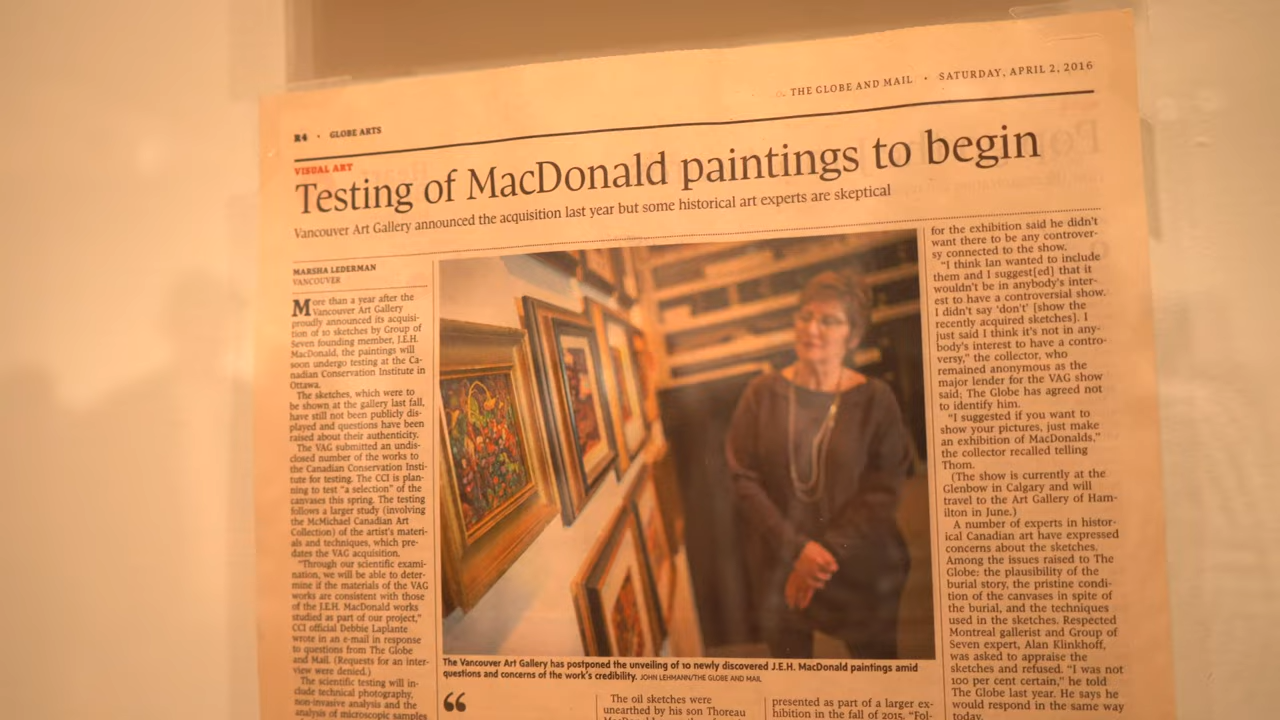 R4 · GLOBE ARTS
THE GLOBE AND MAIL · SATURDAY, APRIL 2, 2016
VISUAL ART
Testing of MacDonald paintings to begin
Vancouver Art Gallery announced the acquisition last year but some historical art experts are skeptical
MARSHA LEDERMAN
VANCOUVER
More than a year after the
Vancouver Art Gallery
proudly announced its acquisi-
tion of 10 sketches by Group of
Seven founding member, J.E.H.
MacDonald, the paintings will
soon undergo testing at the Ca-
nadian Conservation Institute in
Ottawa.
The sketches, which were to
be shown at the gallery last fall,
have still not been publicly dis-
played and questions have been
raised about their authenticity.
The VAG submitted an undis-
closed number of the works to
the Canadian Conservation Insti-
tute for testing. The CCI is plan-
ning to test "a selection" of the
canvases this spring. The testing
follows a larger study (involving
the McMichael Canadian Art
Collection) of the artist's materi-
als and techniques, which pre-
dates the VAG acquisition.
"Through our scientific exami-
nation, we will be able to deter-
mine if the materials of the VAG
works are consistent with those
of the J.E.H. MacDonald works
studied as part of our project,"
CCI official Debbie Laplante
wrote in an e-mail in response
to questions from The Globe
and Mail. (Requests for an inter-
view were denied.)
The scientific testing will in-
clude technical photography,
non-invasive analysis and the
analysis of microscopic samples
The Vancouver Art Gallery has postponed the unveiling of 10 newly discovered J.E.H. MacDonald paintings amid
questions and concerns of the work's credibility. JOHN LEHMANN/THE GLOBE AND MAIL
“
The oil sketches were
unearthed by his son Thoreau
presented as part of a larger ex-
hibition in the fall of 2015. "Fol-
for the exhibition said he didn't
want there to be any controver-
sy connected to the show.
"I think Ian wanted to include
them and I suggest[ed] that it
wouldn't be in anybody's inter-
est to have a controversial show.
I didn't say 'don't' [show the
recently acquired sketches]. I
just said I think it's not in any-
body's interest to have a contro-
versy," the collector, who
remained anonymous as the
major lender for the VAG show
said; The Globe has agreed not
to identify him.
"I suggested if you want to
show your pictures, just make
an exhibition of MacDonalds,"
the collector recalled telling
Thom.
(The show is currently at the
Glenbow in Calgary and will
travel to the Art Gallery of Ham-
ilton in June.)
A number of experts in histor-
ical Canadian art have expressed
concerns about the sketches.
Among the issues raised to The
Globe: the plausibility of the
burial story, the pristine condi-
tion of the canvases in spite of
the burial, and the techniques
used in the sketches. Respected
Montreal gallerist and Group of
Seven expert, Alan Klinkhoff,
was asked to appraise the
sketches and refused. "I was not
100 per cent certain," he told
The Globe last year. He says he
would respond in the same way
today.